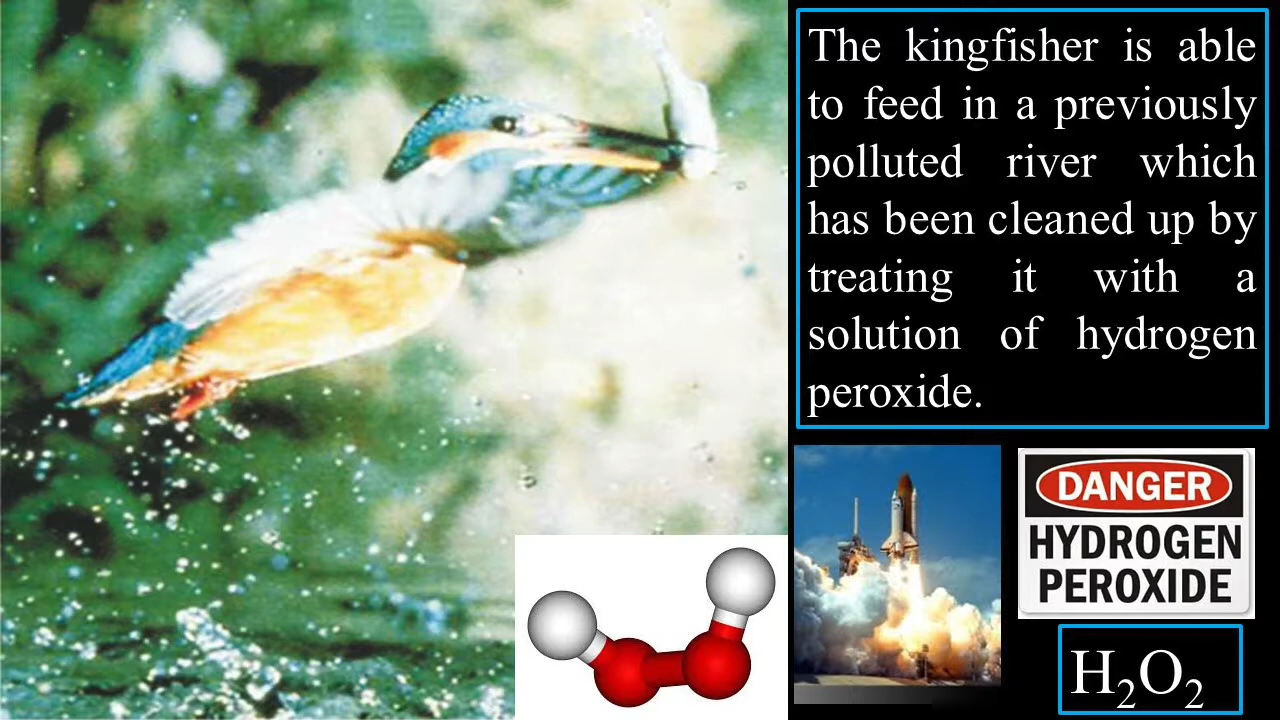 The kingfisher is able
to feed in a previously
polluted river which
has been cleaned up by
treating it with a
solution of hydrogen
peroxide.
DANGER
HYDROGEN
PEROXIDE
H₂O₂